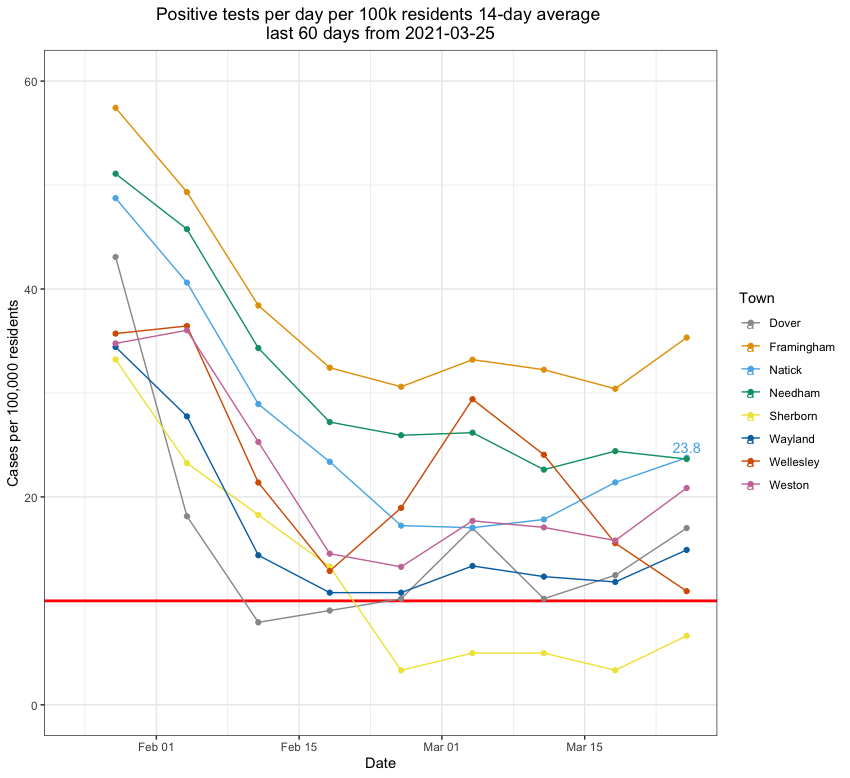 Positive tests per day per 100k residents 14-day average
last 60 days from 2021-03-25
Cases per 100,000 residents
60
40
20
0
23.8
Feb 01
Feb 15
Mar 01
Mar 15
Date
Town
Dover
Framingham
Natick
Needham
Sherborn
Wayland
Wellesley
Weston